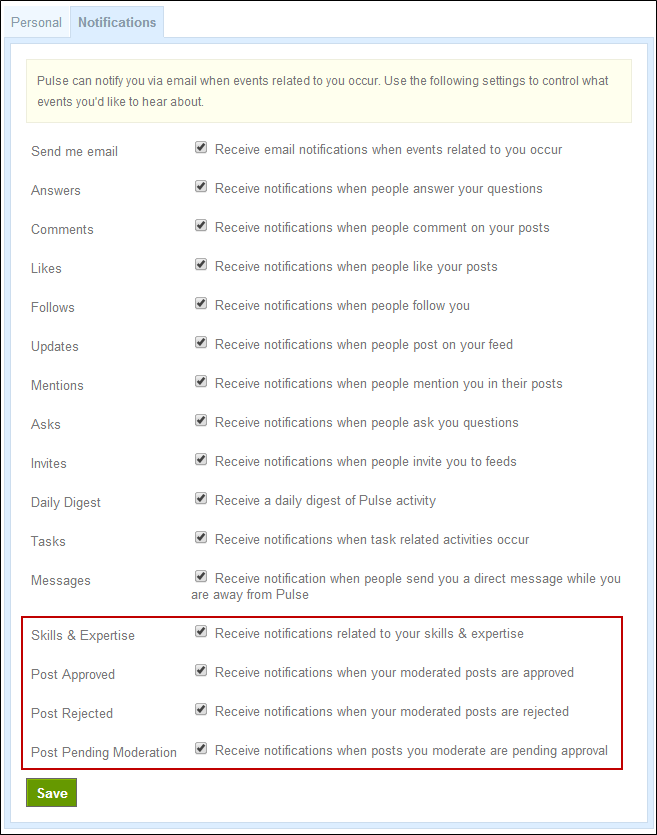 Personal
Notifications
Pulse can notify you via email when events related to you occur. Use the following settings to control what
events you'd like to hear about.
Send me email Receive email notifications when events related to you occur
Answers Receive notifications when people answer your questions
Comments Receive notifications when people comment on your posts
Likes Receive notifications when people like your posts
Follows Receive notifications when people follow you
Updates Receive notifications when people post on your feed
Mentions Receive notifications when people mention you in their posts
Asks Receive notifications when people ask you questions
Invites Receive notifications when people invite you to feeds
Daily Digest Receive a daily digest of Pulse activity
Tasks Receive notifications when task related activities occur
Messages Receive notification when people send you a direct message while you
are away from Pulse
Skills & Expertise Receive notifications related to your skills & expertise
Post Approved Receive notifications when your moderated posts are approved
Post Rejected Receive notifications when your moderated posts are rejected
Post Pending Moderation Receive notifications when posts you moderate are pending approval
Save